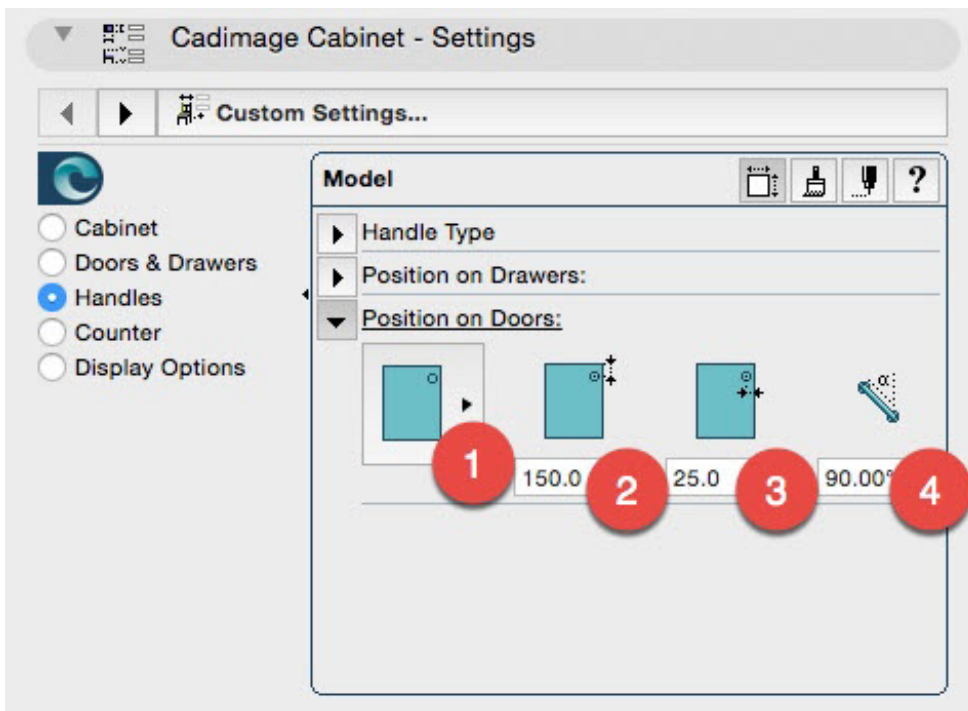 Cadimage Cabinet - Settings
Custom Settings...
Model
?
Cabinet
Doors & Drawers
Handles
Counter
Display Options
Handle Type
Position on Drawers:
Position on Doors:
α
1
2
3
4
150.0
25.0
90.00°